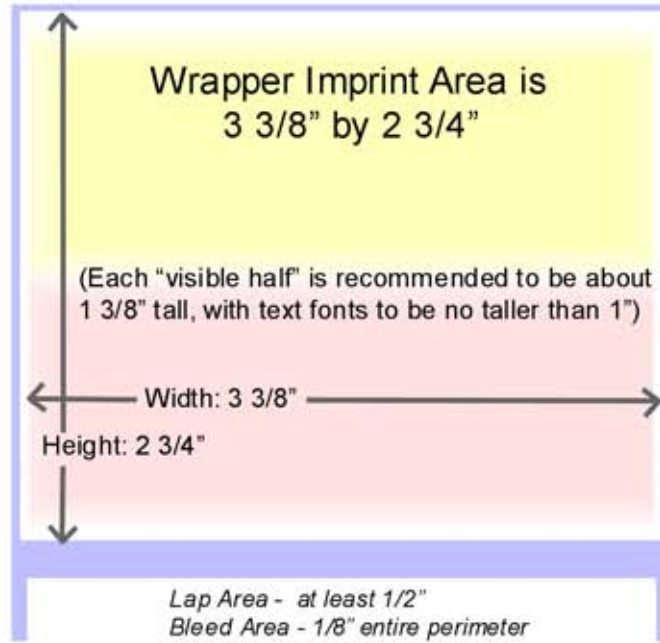 Wrapper Imprint Area is
3 3/8” by 2 3/4”
(Each “visible half” is recommended to be about
1 3/8” tall, with text fonts to be no taller than 1”)
Width: 3 3/8”
Height: 2 3/4”
Lap Area - at least 1/2”
Bleed Area - 1/8” entire perimeter